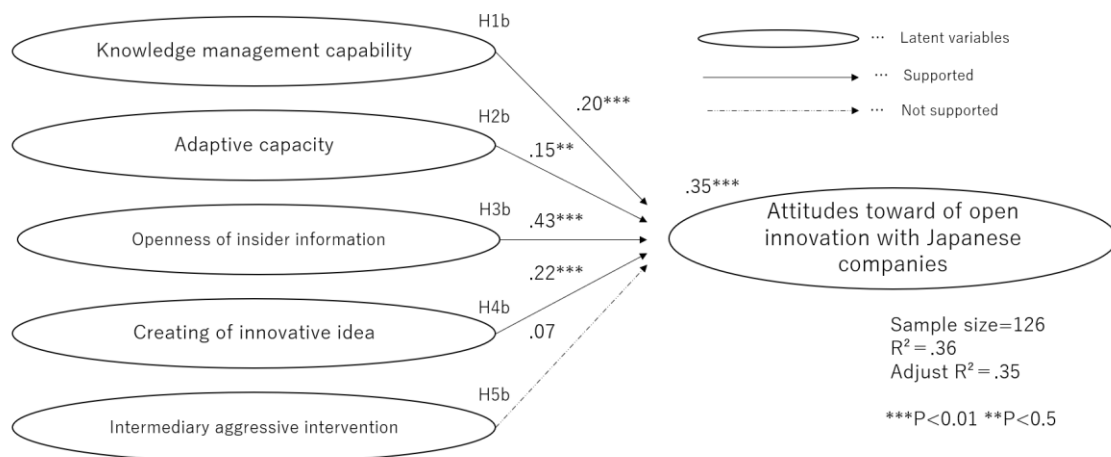 H1b
Knowledge management capability
H2b
Adaptive capacity
H3b
Openness of insider information
H4b
Creating of innovative idea
H5b
Intermediary aggressive intervention
.20***
.15**
.43***
.22***
.07
… Latent variables
… Supported
… Not supported
.35***
Attitudes toward of open
innovation with Japanese
companies
Sample size=126
R²=.36
Adjust R²=.35
***P<0.01 **P<0.5